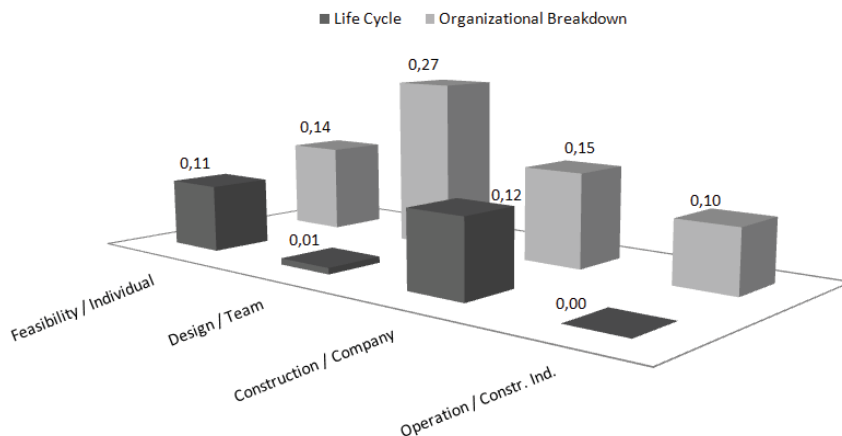 Life Cycle Organizational Breakdown
0,27
0,14
0,15
0,11
0,12
0,10
0,01
0,00
Feasibility / Individual
Design / Team
Construction / Company
Operation / Constr. Ind.